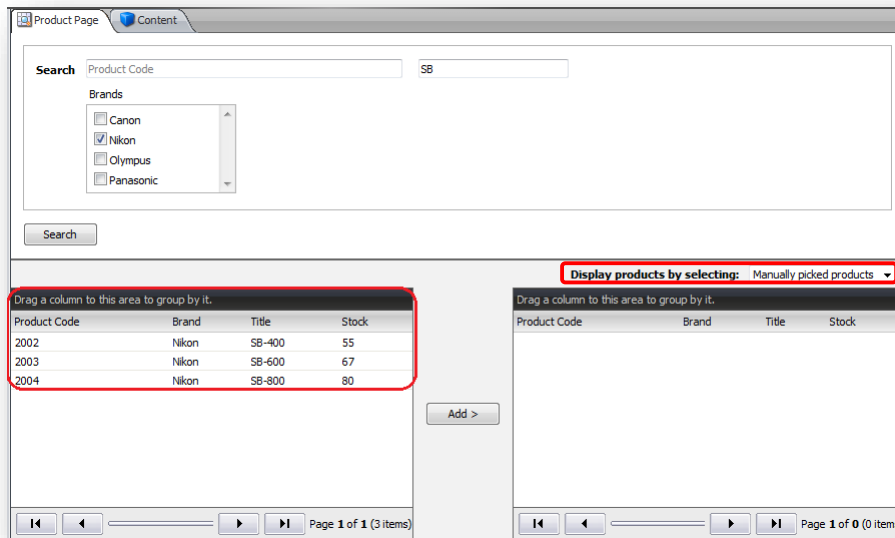 Product Page Content
Search Product Code SB
Brands
Canon
Nikon
Olympus
Panasonic
Search
Display products by selecting: Manually picked products
Drag a column to this area to group by it. Drag a column to this area to group by it.
Product Code Brand Title Stock Product Code Brand Title Stock
2002 Nikon SB-400 55
2003 Nikon SB-600 67
2004 Nikon SB-800 80
Add >
Page 1 of 1 (3 items) Page 1 of 0 (0 item